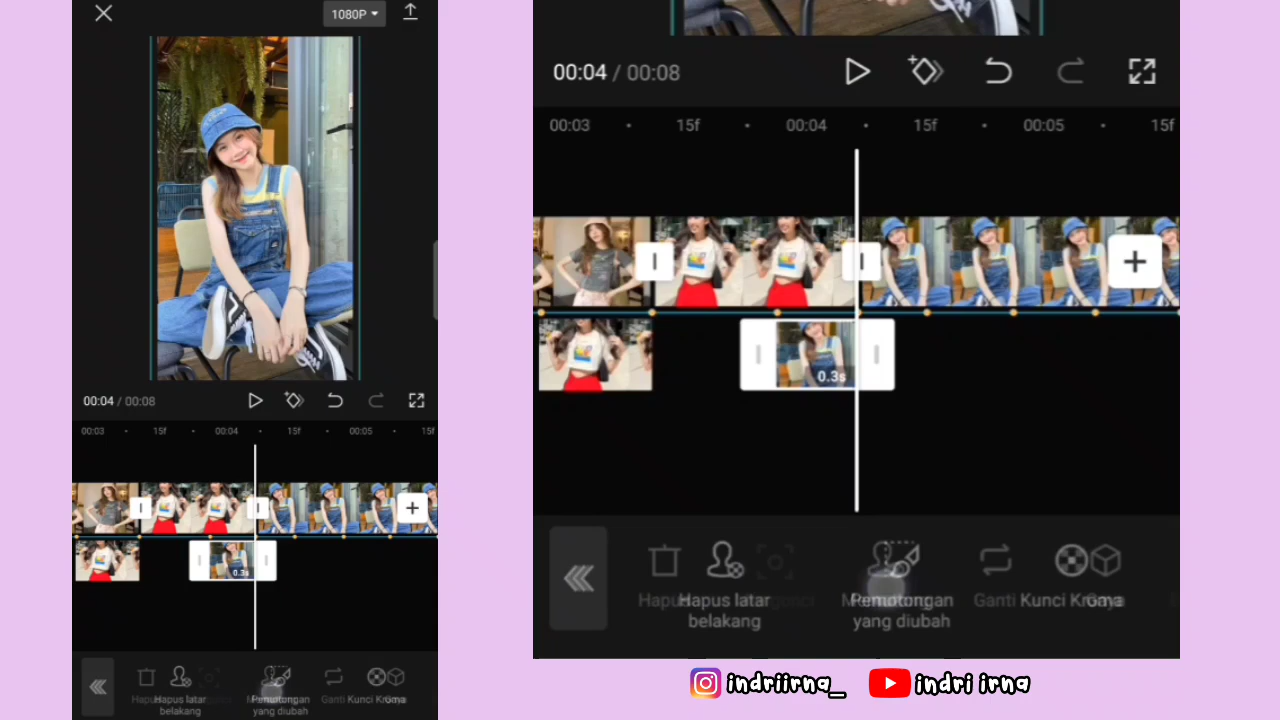 1080P
00:04 / 00:08
00:03 15f 00:04 15f 00:05 15f
0.3s
Hapus latar belakang
Pemotongan yang diubah
Ganti
Kunci Kroma
00:04 / 00:08
00:03 15f 00:04 15f 00:05 15f
0.3s
Hapus latar belakang
Pemotongan yang diubah
Ganti
Kunci Kroma
indriirna_
indri irna